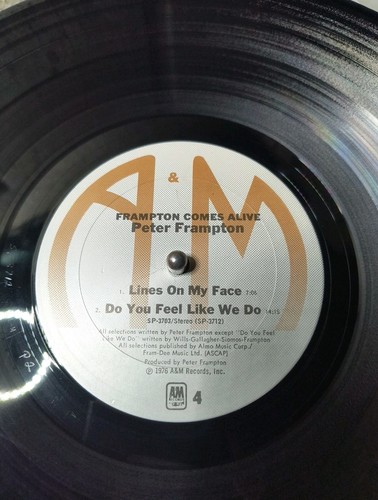 &
A M
FRAMPTON COMES ALIVE
Peter Frampton
1. Lines On My Face 7:06
2. Do You Feel Like We Do 14:15
SP-3703/Stereo (SP-3712)
All selections written by Peter Frampton except "Do You Feel
Like We Do" written by Wills-Gallagher-Siomos-Frampton
All selections published by Almo Music Corp./
Fram-Dee Music Ltd. (ASCAP)
Produced by Peter Frampton
℗ 1976 A&M Records, Inc.
A&M
RECORDS
4